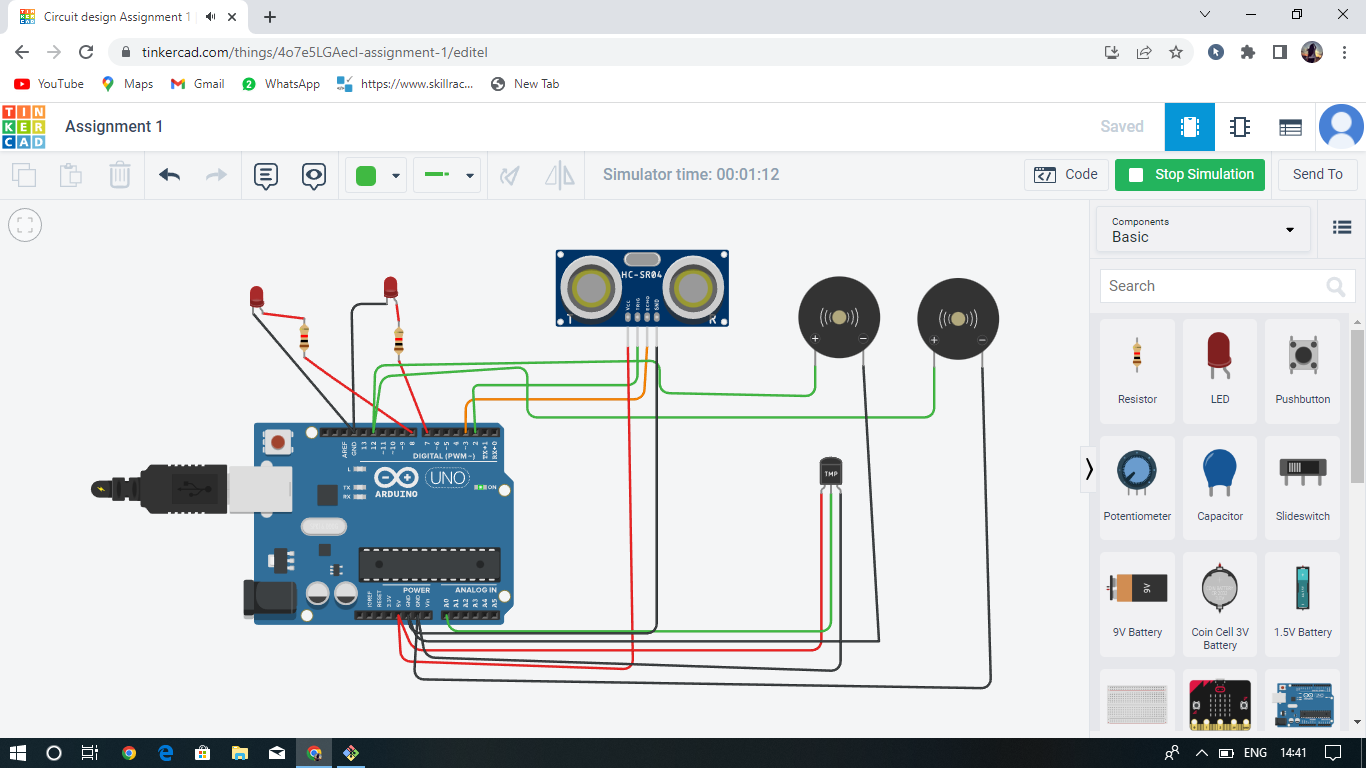 Circuit design Assignment 1
tinkercad.com/things/4o7e5LGAecl-assignment-1/editel
YouTube
Maps
Gmail
WhatsApp
https://www.skillrac...
New Tab
TIN
KER
CAD
Assignment 1
Saved
Simulator time: 00:01:12
Code
Stop Simulation
Send To
Components
Basic
Search
Resistor
LED
Pushbutton
Potentiometer
Capacitor
Slideswitch
9V
9V Battery
Coin Cell 3V
Battery
1.5V Battery
HC-SR04
VCC
TRIG
ECHO
GND
T
R
+
−
+
−
TMP
AREF
GND
13
12
~11
~10
~9
8
7
~6
~5
4
~3
2
TX→1
RX←0
DIGITAL (PWM~)
L
TX
RX
UNO
ON
ARDUINO
POWER
ANALOG IN
IOREF
RESET
3.3V
5V
GND
GND
Vin
A0
A1
A2
A3
A4
A5
ENG
14:41